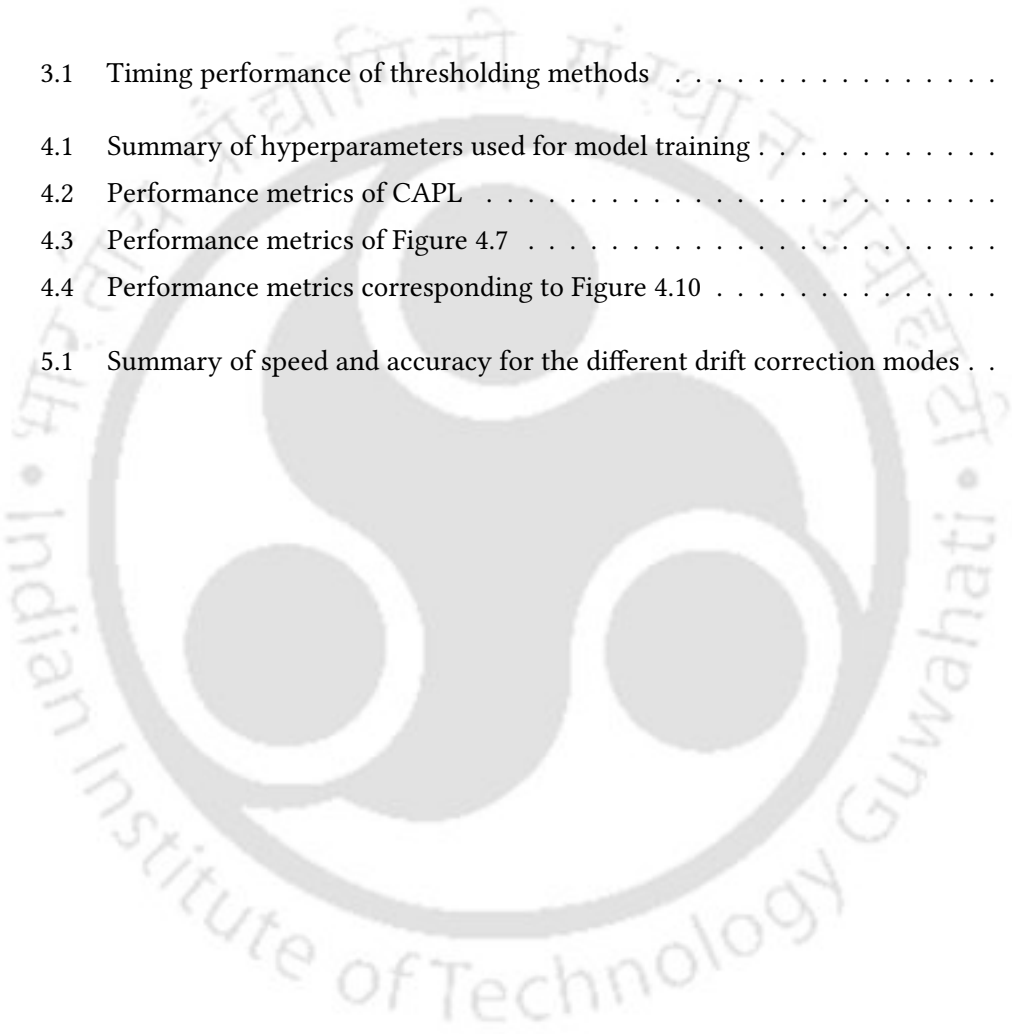 3.1 Timing performance of thresholding methods . . . . . . . . . . . . . . .
4.1 Summary of hyperparameters used for model training . . . . . . . . . . . .
4.2 Performance metrics of CAPL . . . . . . . . . . . . . . . . . . . . . . . . .
4.3 Performance metrics of Figure 4.7 . . . . . . . . . . . . . . . . . . . . . . .
4.4 Performance metrics corresponding to Figure 4.10 . . . . . . . . . . . . . .
5.1 Summary of speed and accuracy for the different drift correction modes . .
भारतीय प्रौद्योगिकी संस्थान गुवाहाटी
• Indian Institute of Technology Guwahati •